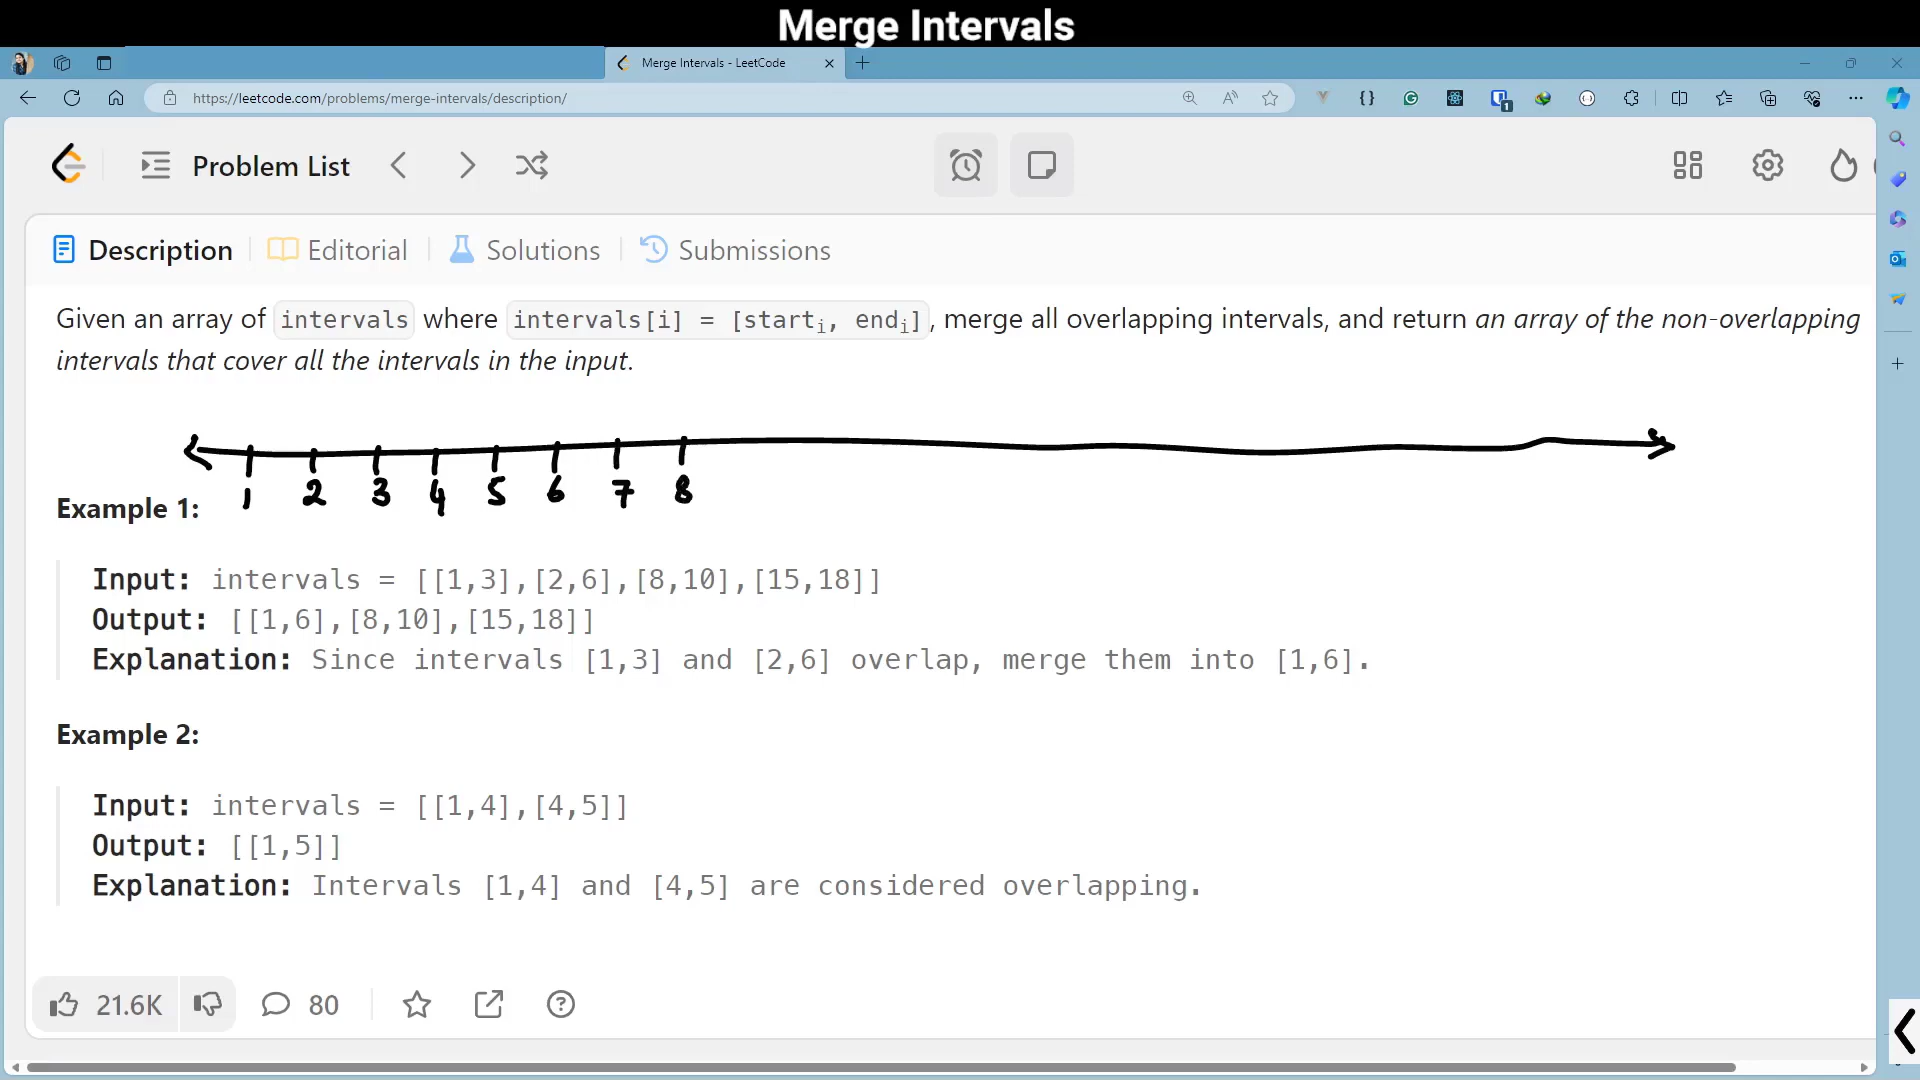 Merge Intervals
Merge Intervals - LeetCode
https://leetcode.com/problems/merge-intervals/description/
1
Problem List
Description Editorial Solutions Submissions
Given an array of intervals where intervals[i] = [starti, endi], merge all overlapping intervals, and return an array of the non-overlapping
intervals that cover all the intervals in the input.
1 2 3 4 5 6 7 8
Example 1:
Input: intervals = [[1,3],[2,6],[8,10],[15,18]]
Output: [[1,6],[8,10],[15,18]]
Explanation: Since intervals [1,3] and [2,6] overlap, merge them into [1,6].
Example 2:
Input: intervals = [[1,4],[4,5]]
Output: [[1,5]]
Explanation: Intervals [1,4] and [4,5] are considered overlapping.
21.6K 80